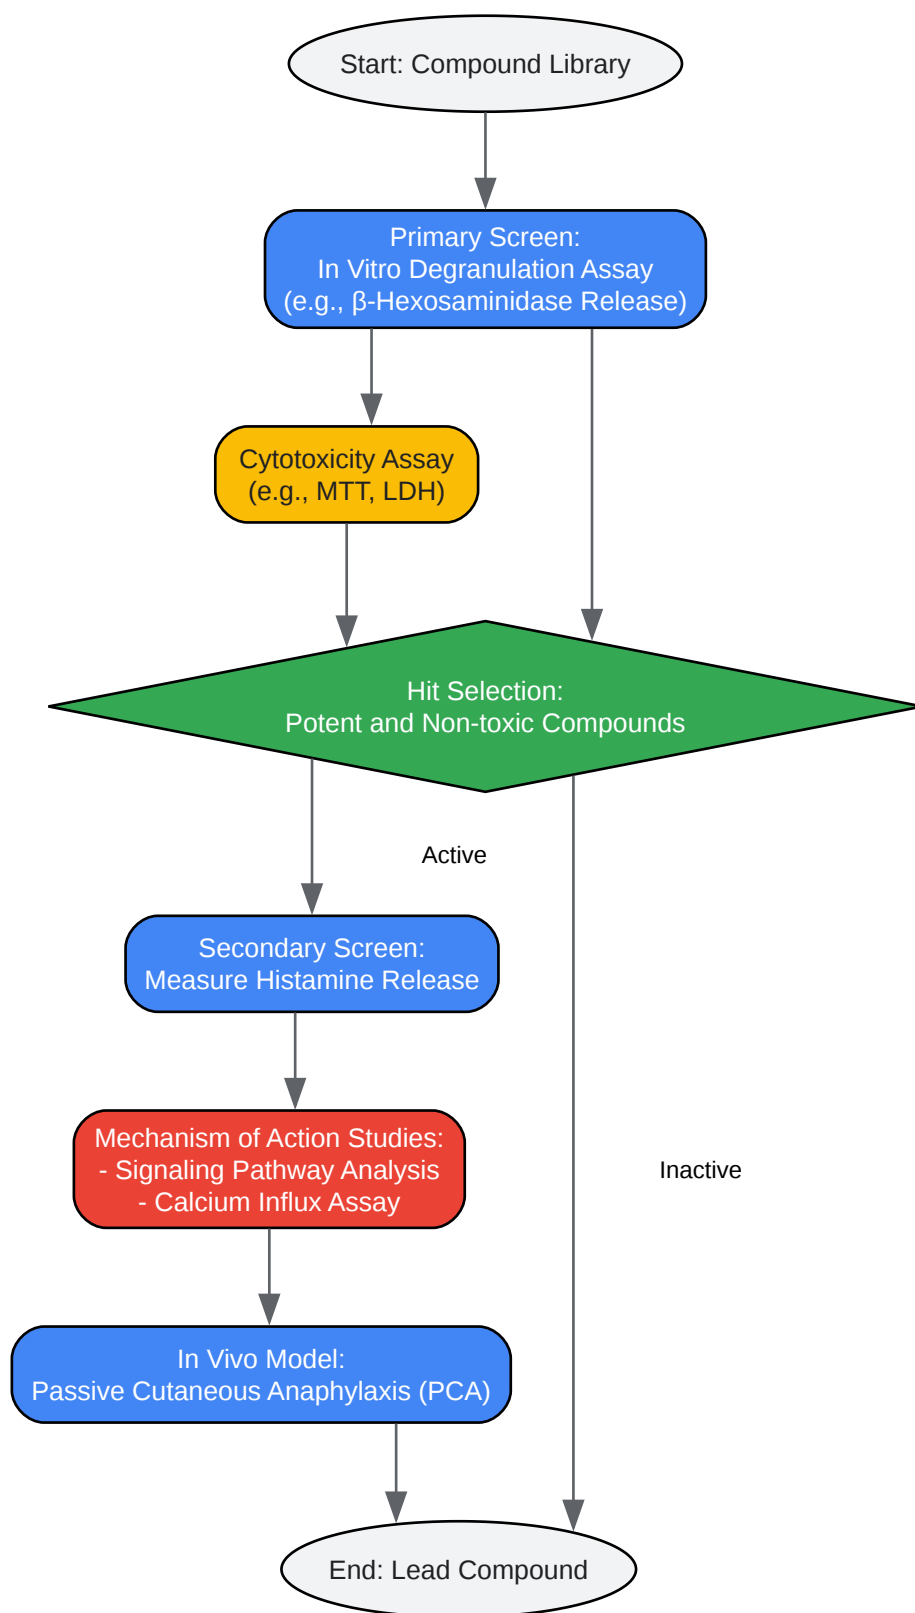 Start: Compound Library
Primary Screen:
In Vitro Degranulation Assay
(e.g., β-Hexosaminidase Release)
Cytotoxicity Assay
(e.g., MTT, LDH)
Hit Selection:
Potent and Non-toxic Compounds
Active
Secondary Screen:
Measure Histamine Release
Mechanism of Action Studies:
- Signaling Pathway Analysis
- Calcium Influx Assay
Inactive
In Vivo Model:
Passive Cutaneous Anaphylaxis (PCA)
End: Lead Compound